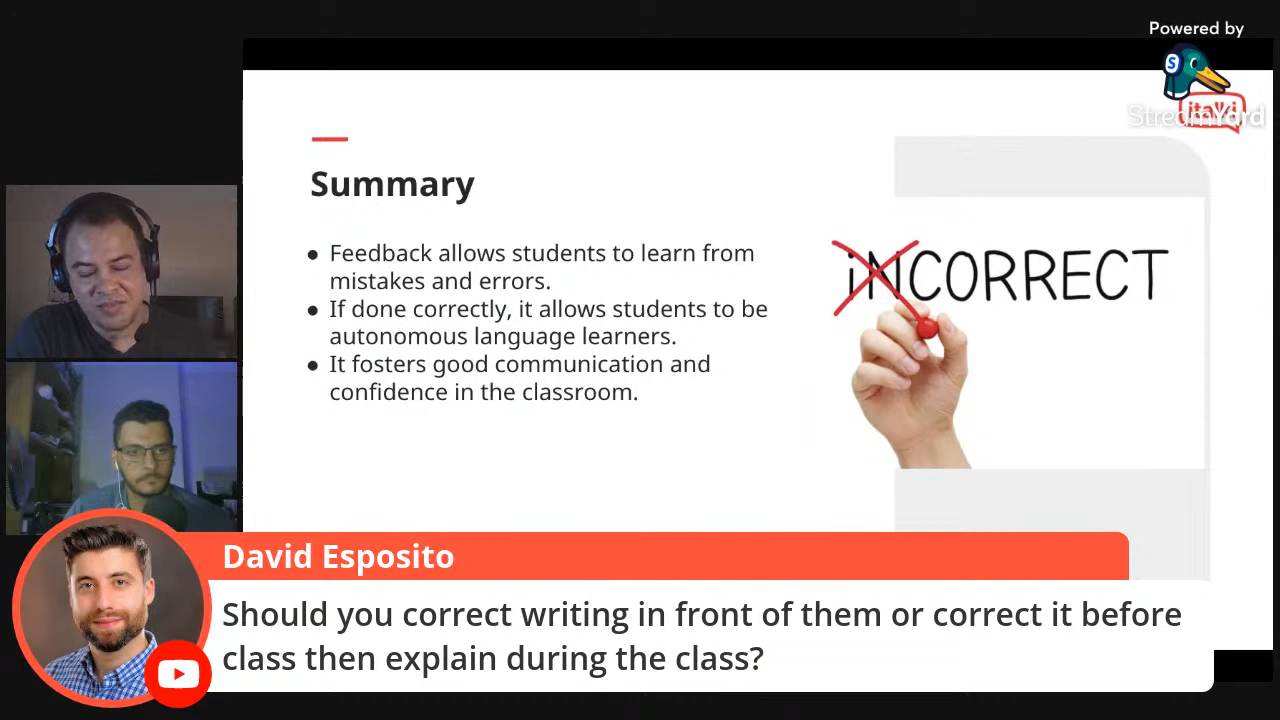 Powered by
StreamYard
italki
Summary
● Feedback allows students to learn from
mistakes and errors.
● If done correctly, it allows students to be
autonomous language learners.
● It fosters good communication and
confidence in the classroom.
iNCORRECT
David Esposito
Should you correct writing in front of them or correct it before
class then explain during the class?